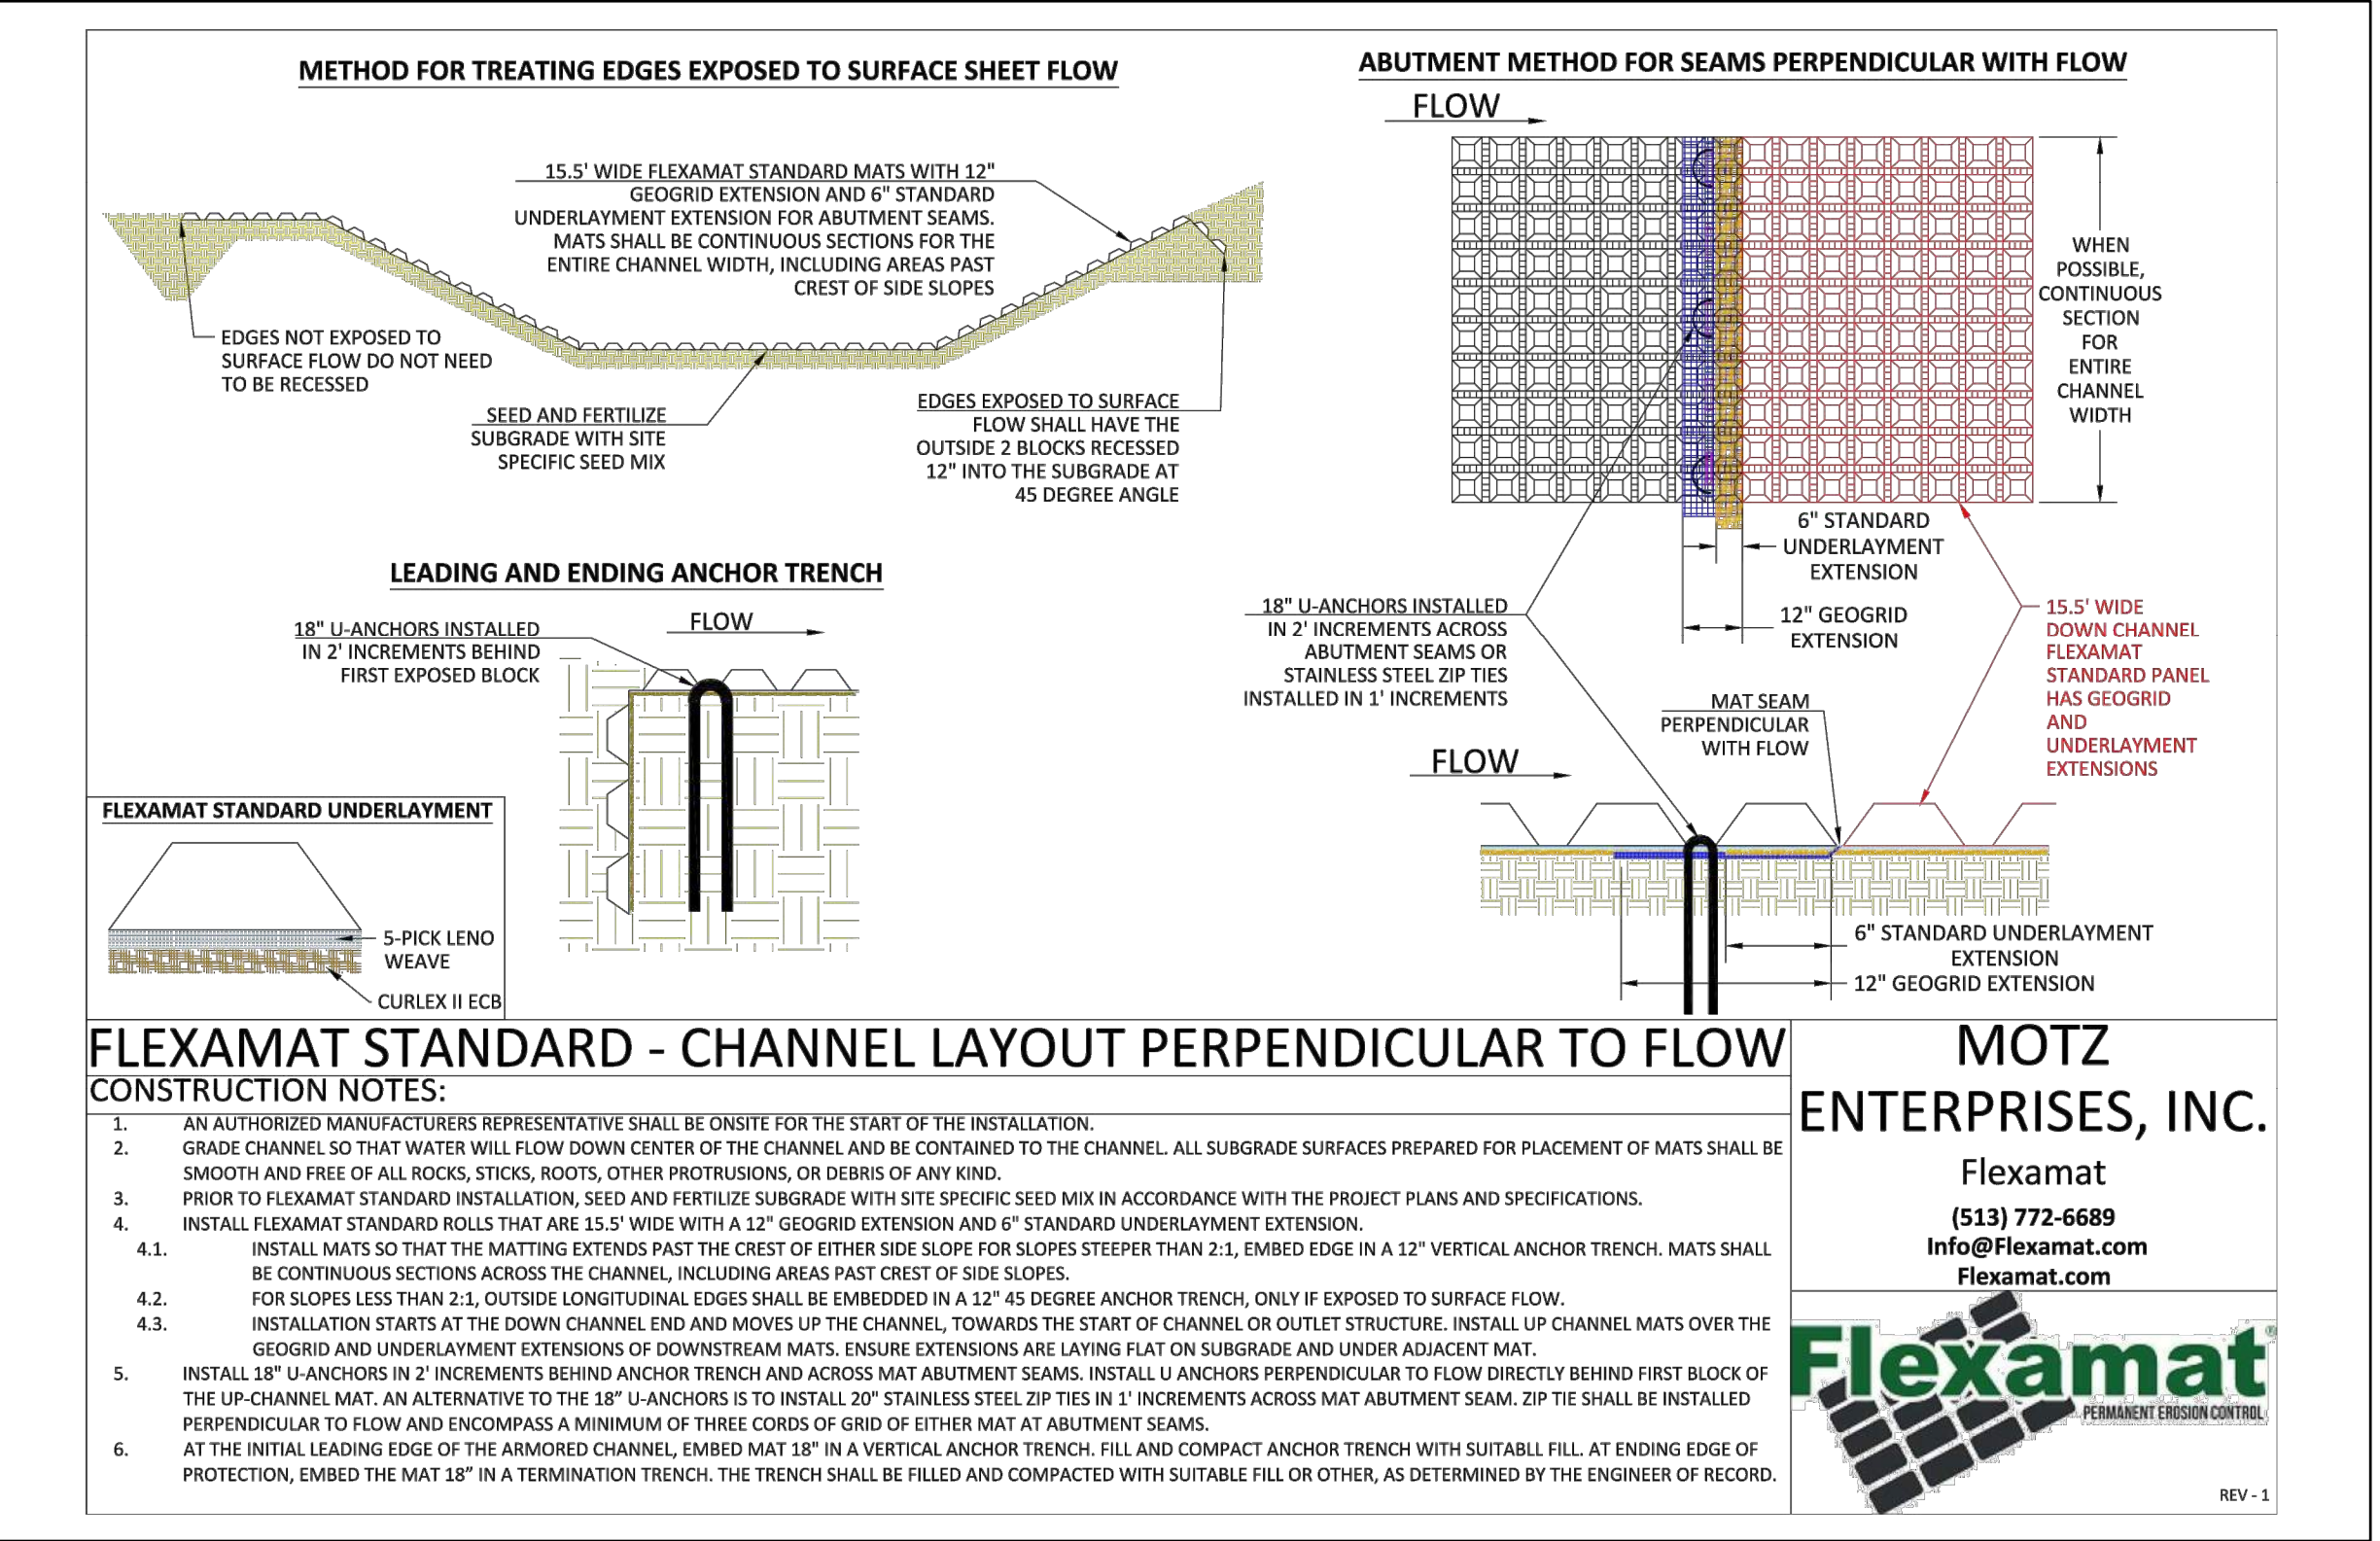 METHOD FOR TREATING EDGES EXPOSED TO SURFACE SHEET FLOW
15.5' WIDE FLEXAMAT STANDARD MATS WITH 12"
GEOGRID EXTENSION AND 6" STANDARD
UNDERLAYMENT EXTENSION FOR ABUTMENT SEAMS.
MATS SHALL BE CONTINUOUS SECTIONS FOR THE
ENTIRE CHANNEL WIDTH, INCLUDING AREAS PAST
CREST OF SIDE SLOPES
EDGES NOT EXPOSED TO
SURFACE FLOW DO NOT NEED
TO BE RECESSED
SEED AND FERTILIZE
SUBGRADE WITH SITE
SPECIFIC SEED MIX
EDGES EXPOSED TO SURFACE
FLOW SHALL HAVE THE
OUTSIDE 2 BLOCKS RECESSED
12" INTO THE SUBGRADE AT
45 DEGREE ANGLE
ABUTMENT METHOD FOR SEAMS PERPENDICULAR WITH FLOW
FLOW
WHEN
POSSIBLE,
CONTINUOUS
SECTION
FOR
ENTIRE
CHANNEL
WIDTH
6" STANDARD
UNDERLAYMENT
EXTENSION
12" GEOGRID
EXTENSION
18" U-ANCHORS INSTALLED
IN 2' INCREMENTS ACROSS
ABUTMENT SEAMS OR
STAINLESS STEEL ZIP TIES
INSTALLED IN 1' INCREMENTS
15.5' WIDE
DOWN CHANNEL
FLEXAMAT
STANDARD PANEL
HAS GEOGRID
AND
UNDERLAYMENT
EXTENSIONS
MAT SEAM
PERPENDICULAR
WITH FLOW
FLOW
6" STANDARD UNDERLAYMENT
EXTENSION
12" GEOGRID EXTENSION
LEADING AND ENDING ANCHOR TRENCH
FLOW
18" U-ANCHORS INSTALLED
IN 2' INCREMENTS BEHIND
FIRST EXPOSED BLOCK
FLEXAMAT STANDARD UNDERLAYMENT
5-PICK LENO
WEAVE
CURLEX II ECB
FLEXAMAT STANDARD - CHANNEL LAYOUT PERPENDICULAR TO FLOW
CONSTRUCTION NOTES:
1. AN AUTHORIZED MANUFACTURERS REPRESENTATIVE SHALL BE ONSITE FOR THE START OF THE INSTALLATION.
2. GRADE CHANNEL SO THAT WATER WILL FLOW DOWN CENTER OF THE CHANNEL AND BE CONTAINED TO THE CHANNEL. ALL SUBGRADE SURFACES PREPARED FOR PLACEMENT OF MATS SHALL BE
SMOOTH AND FREE OF ALL ROCKS, STICKS, ROOTS, OTHER PROTRUSIONS, OR DEBRIS OF ANY KIND.
3. PRIOR TO FLEXAMAT STANDARD INSTALLATION, SEED AND FERTILIZE SUBGRADE WITH SITE SPECIFIC SEED MIX IN ACCORDANCE WITH THE PROJECT PLANS AND SPECIFICATIONS.
4. INSTALL FLEXAMAT STANDARD ROLLS THAT ARE 15.5' WIDE WITH A 12" GEOGRID EXTENSION AND 6" STANDARD UNDERLAYMENT EXTENSION.
4.1. INSTALL MATS SO THAT THE MATTING EXTENDS PAST THE CREST OF EITHER SIDE SLOPE FOR SLOPES STEEPER THAN 2:1, EMBED EDGE IN A 12" VERTICAL ANCHOR TRENCH. MATS SHALL
BE CONTINUOUS SECTIONS ACROSS THE CHANNEL, INCLUDING AREAS PAST CREST OF SIDE SLOPES.
4.2. FOR SLOPES LESS THAN 2:1, OUTSIDE LONGITUDINAL EDGES SHALL BE EMBEDDED IN A 12" 45 DEGREE ANCHOR TRENCH, ONLY IF EXPOSED TO SURFACE FLOW.
4.3. INSTALLATION STARTS AT THE DOWN CHANNEL END AND MOVES UP THE CHANNEL, TOWARDS THE START OF CHANNEL OR OUTLET STRUCTURE. INSTALL UP CHANNEL MATS OVER THE
GEOGRID AND UNDERLAYMENT EXTENSIONS OF DOWNSTREAM MATS. ENSURE EXTENSIONS ARE LAYING FLAT ON SUBGRADE AND UNDER ADJACENT MAT.
5. INSTALL 18" U-ANCHORS IN 2' INCREMENTS BEHIND ANCHOR TRENCH AND ACROSS MAT ABUTMENT SEAMS. INSTALL U ANCHORS PERPENDICULAR TO FLOW DIRECTLY BEHIND FIRST BLOCK OF
THE UP-CHANNEL MAT. AN ALTERNATIVE TO THE 18” U-ANCHORS IS TO INSTALL 20" STAINLESS STEEL ZIP TIES IN 1' INCREMENTS ACROSS MAT ABUTMENT SEAM. ZIP TIE SHALL BE INSTALLED
PERPENDICULAR TO FLOW AND ENCOMPASS A MINIMUM OF THREE CORDS OF GRID OF EITHER MAT AT ABUTMENT SEAMS.
6. AT THE INITIAL LEADING EDGE OF THE ARMORED CHANNEL, EMBED MAT 18" IN A VERTICAL ANCHOR TRENCH. FILL AND COMPACT ANCHOR TRENCH WITH SUITABLL FILL. AT ENDING EDGE OF
PROTECTION, EMBED THE MAT 18” IN A TERMINATION TRENCH. THE TRENCH SHALL BE FILLED AND COMPACTED WITH SUITABLE FILL OR OTHER, AS DETERMINED BY THE ENGINEER OF RECORD.
MOTZ
ENTERPRISES, INC.
Flexamat
(513) 772-6689
Info@Flexamat.com
Flexamat.com
Flexamat®
PERMANENT EROSION CONTROL
REV - 1